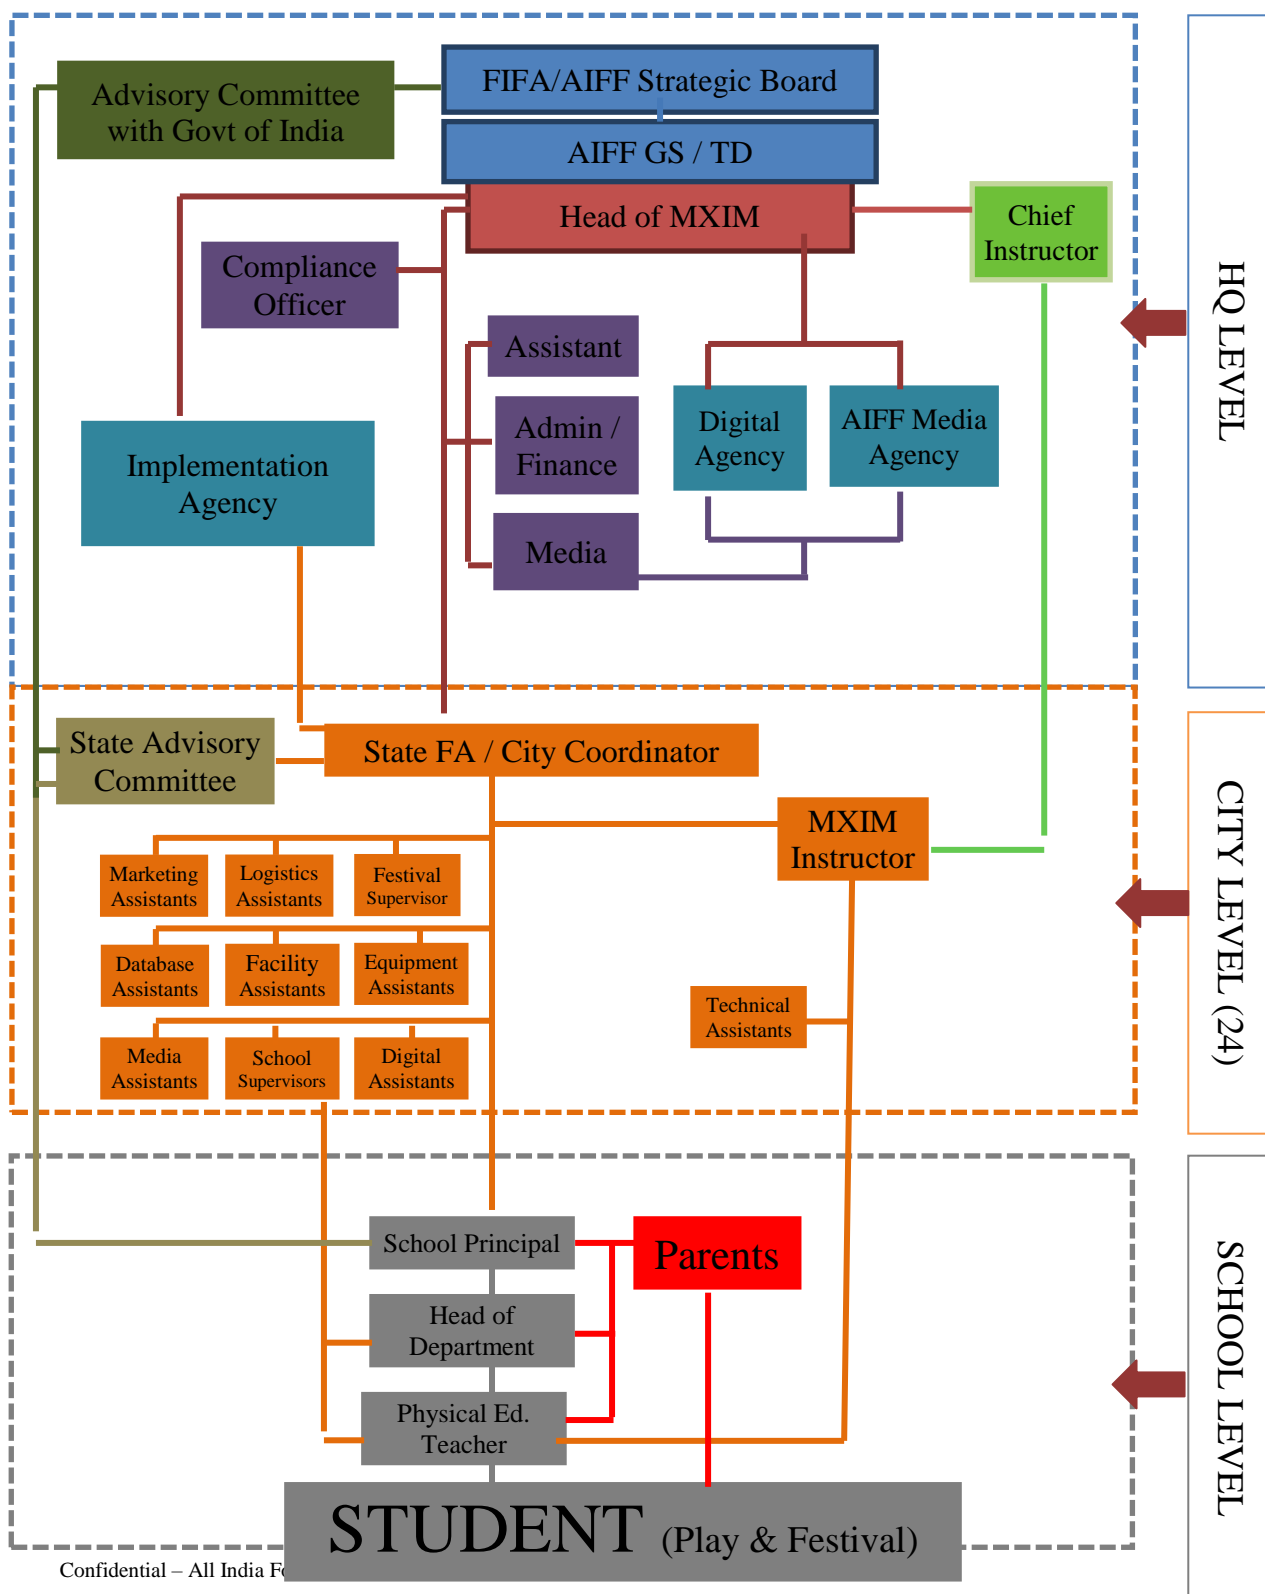 FIFA/AIFF Strategic Board
Advisory Committee
with Govt of India
AIFF GS / TD
Head of MXIM
Chief
Instructor
Compliance
Officer
HQ LEVEL
Assistant
Digital
Agency
AIFF Media
Agency
Admin /
Finance
Implementation
Agency
Media
State Advisory
Committee
State FA / City Coordinator
MXIM
Instructor
CITY LEVEL (24)
Marketing
Assistants
Logistics
Assistants
Festival
Supervisor
Database
Assistants
Facility
Assistants
Equipment
Assistants
Technical
Assistants
Media
Assistants
School
Supervisors
Digital
Assistants
School Principal
Parents
SCHOOL LEVEL
Head of
Department
Physical Ed.
Teacher
STUDENT (Play & Festival)
Confidential – All India